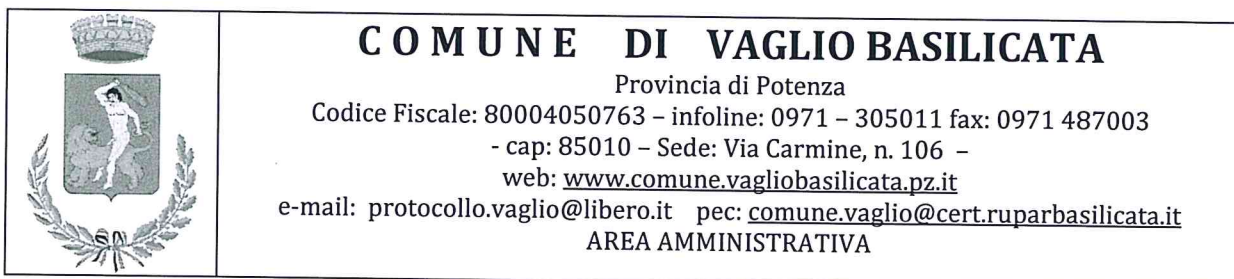 COMUNE DI VAGLIO BASILICATA
Provincia di Potenza
Codice Fiscale: 80004050763 – infoline: 0971 – 305011 fax: 0971 487003
- cap: 85010 – Sede: Via Carmine, n. 106 –
web: www.comune.vagliobasilicata.pz.it
e-mail: protocollo.vaglio@libero.it pec: comune.vaglio@cert.ruparbasilicata.it
AREA AMMINISTRATIVA